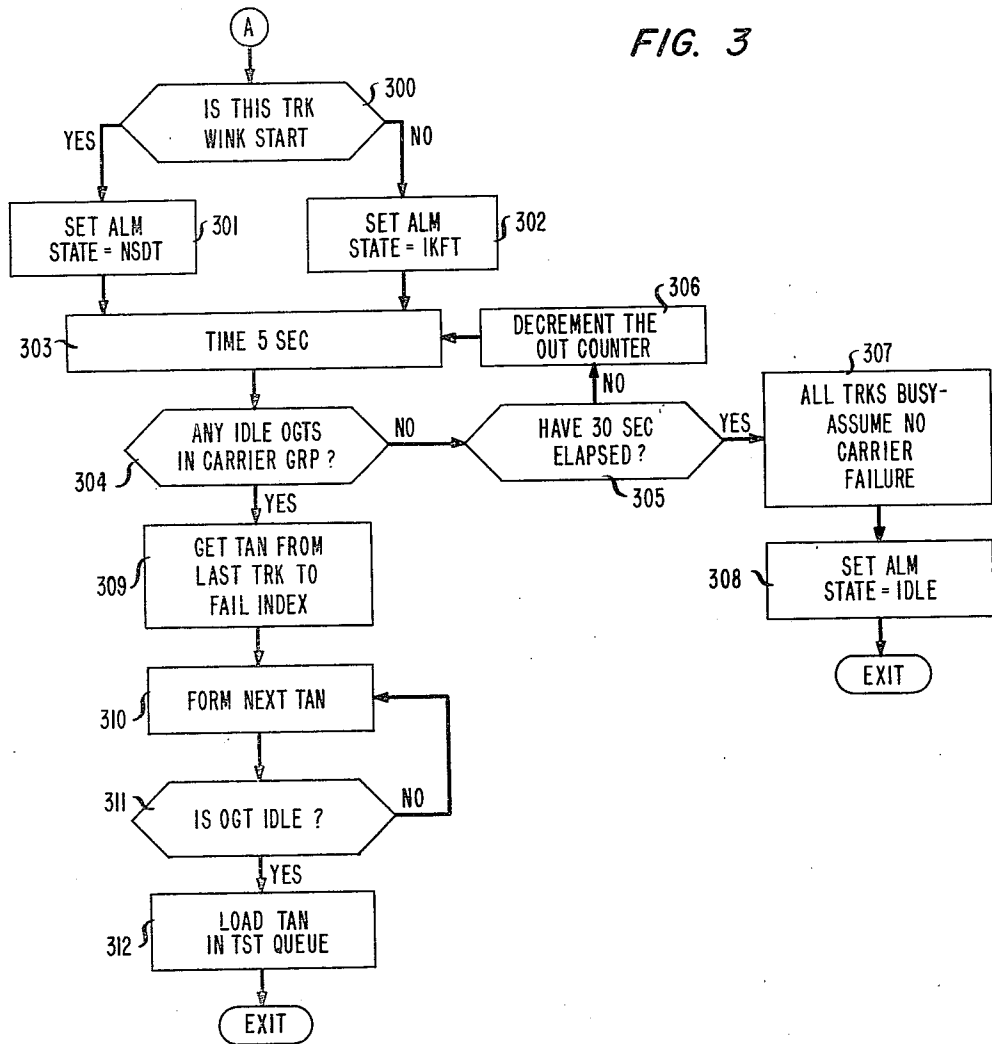 FIG. 3
A
300
IS THIS TRK
WINK START
YES
NO
SET ALM
STATE = NSDT
301
SET ALM
STATE = IKFT
302
306
DECREMENT THE
OUT COUNTER
303
TIME 5 SEC
NO
307
ALL TRKS BUSY-
ASSUME NO
CARRIER
FAILURE
ANY IDLE OGTS
IN CARRIER GRP ?
304
NO
HAVE 30 SEC
ELAPSED ?
305
YES
YES
GET TAN FROM
LAST TRK TO
FAIL INDEX
309
308
SET ALM
STATE = IDLE
EXIT
FORM NEXT TAN
310
311
IS OGT IDLE ?
NO
YES
LOAD TAN
IN TST QUEUE
312
EXIT